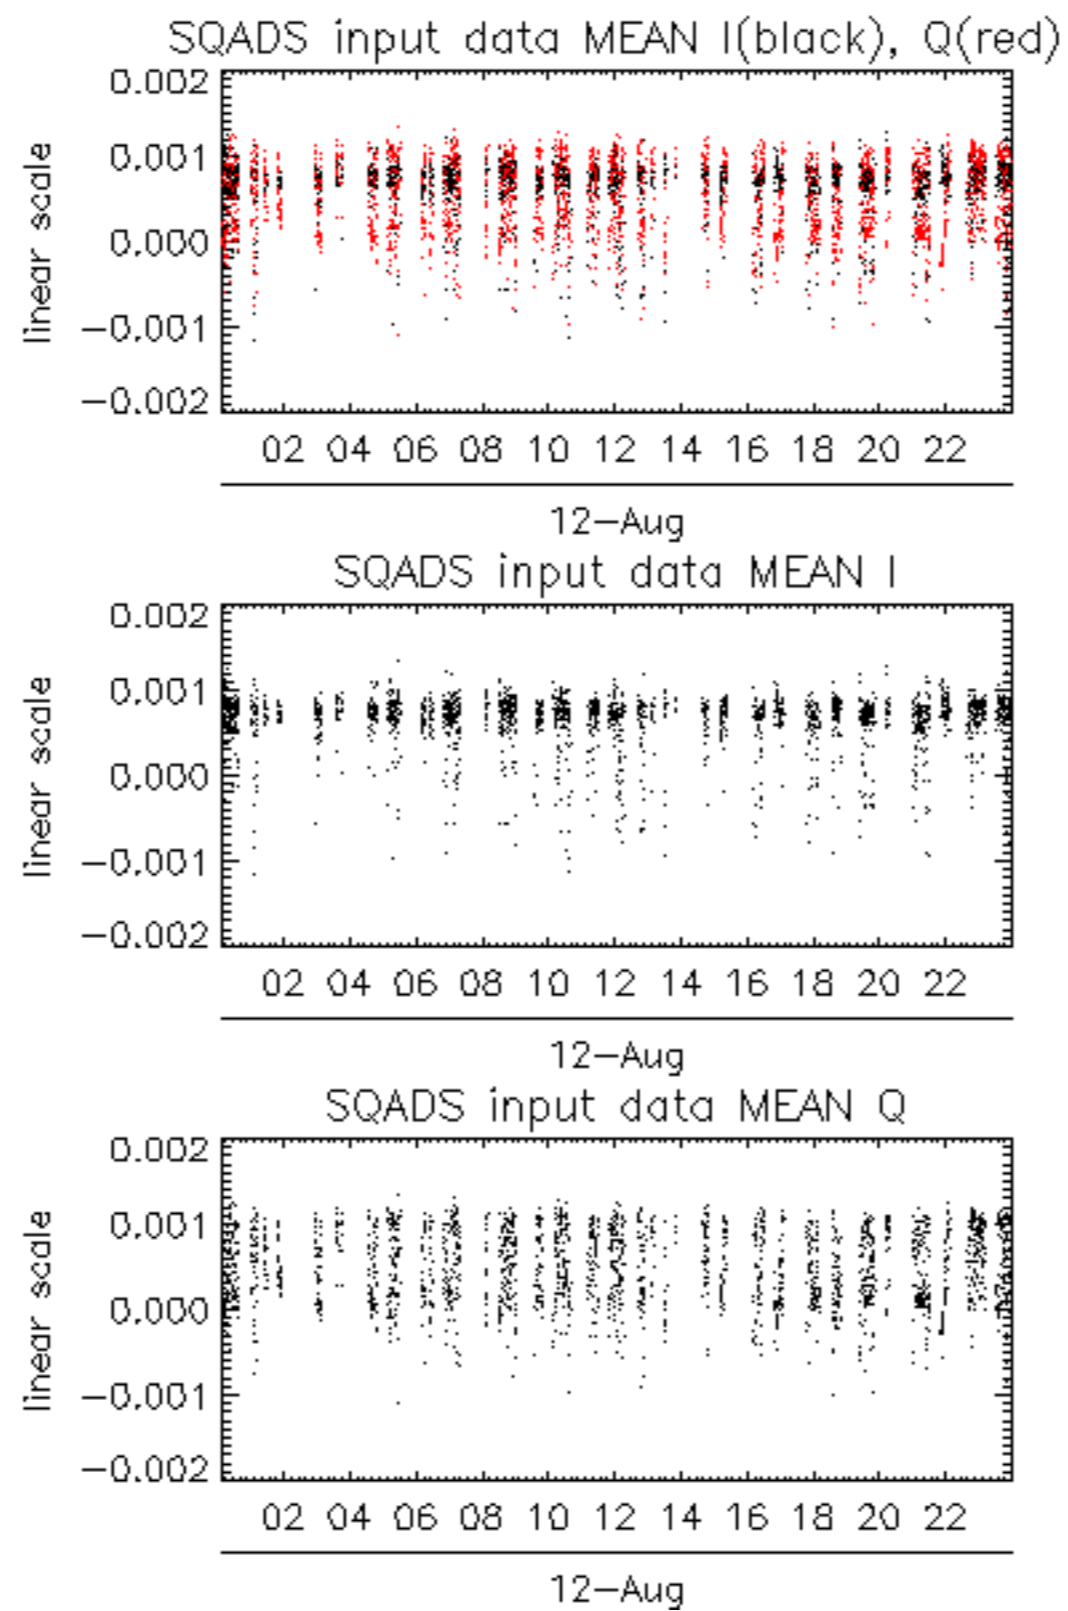 SQADS input data MEAN I(black), Q(red)
0.002
0.001
0.000
−0.001
−0.002
linear scale
02 04 06 08 10 12 14 16 18 20 22
12−Aug
SQADS input data MEAN I
0.002
0.001
0.000
−0.001
−0.002
linear scale
02 04 06 08 10 12 14 16 18 20 22
12−Aug
SQADS input data MEAN Q
0.002
0.001
0.000
−0.001
−0.002
linear scale
02 04 06 08 10 12 14 16 18 20 22
12−Aug